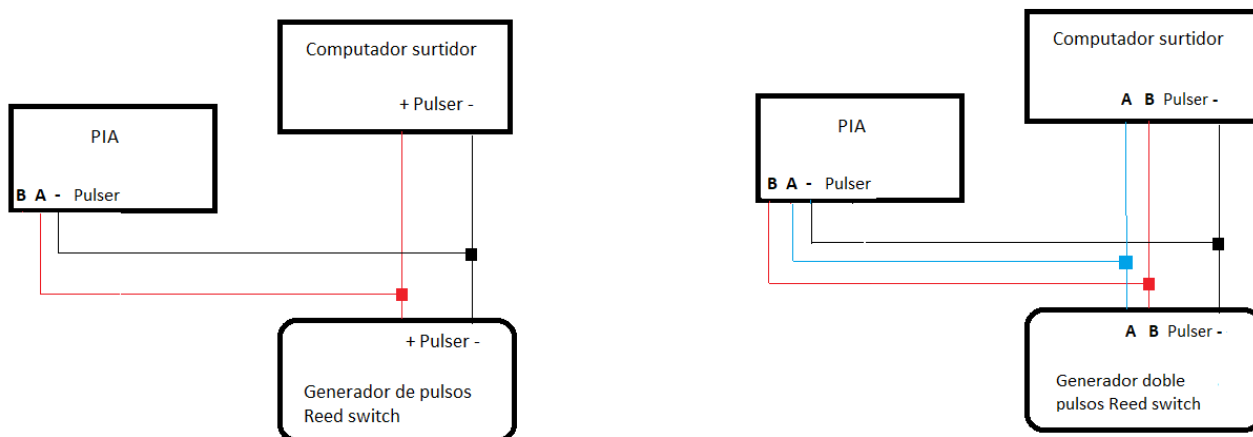 Computador surtidor
+ Pulser -
PIA
B A - Pulser
+ Pulser -
Generador de pulsos
Reed switch
Computador surtidor
A B Pulser -
PIA
B A - Pulser
A B Pulser -
Generador doble
pulsos Reed switch